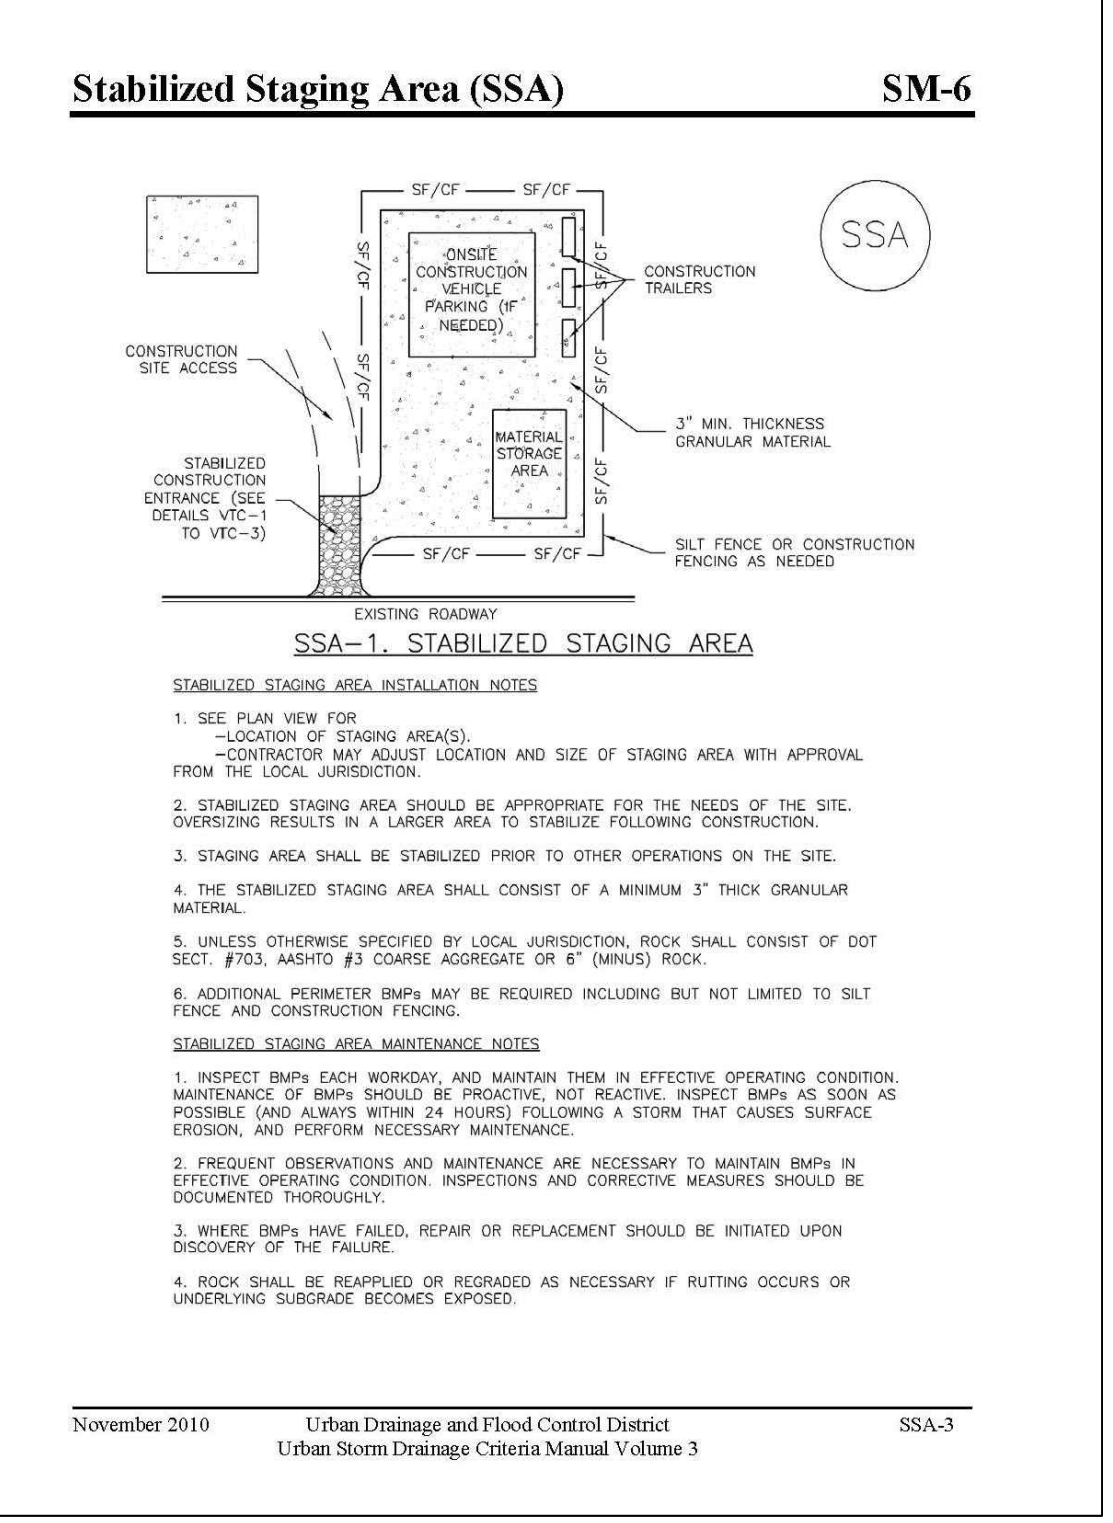 Stabilized Staging Area (SSA) SM-6
SF/CF SF/CF
SSA
SF/CF
SF/CF
ONSITE
CONSTRUCTION
VEHICLE
PARKING (IF
NEEDED)
CONSTRUCTION
TRAILERS
CONSTRUCTION
SITE ACCESS
SF/CF
SF/CF
3" MIN. THICKNESS
GRANULAR MATERIAL
MATERIAL
STORAGE
AREA
STABILIZED
CONSTRUCTION
ENTRANCE (SEE
DETAILS VTC-1
TO VTC-3)
SF/CF
SF/CF SF/CF
SILT FENCE OR CONSTRUCTION
FENCING AS NEEDED
EXISTING ROADWAY
SSA-1. STABILIZED STAGING AREA
STABILIZED STAGING AREA INSTALLATION NOTES
1. SEE PLAN VIEW FOR
-LOCATION OF STAGING AREA(S).
-CONTRACTOR MAY ADJUST LOCATION AND SIZE OF STAGING AREA WITH APPROVAL
FROM THE LOCAL JURISDICTION.
2. STABILIZED STAGING AREA SHOULD BE APPROPRIATE FOR THE NEEDS OF THE SITE.
OVERSIZING RESULTS IN A LARGER AREA TO STABILIZE FOLLOWING CONSTRUCTION.
3. STAGING AREA SHALL BE STABILIZED PRIOR TO OTHER OPERATIONS ON THE SITE.
4. THE STABILIZED STAGING AREA SHALL CONSIST OF A MINIMUM 3" THICK GRANULAR
MATERIAL.
5. UNLESS OTHERWISE SPECIFIED BY LOCAL JURISDICTION, ROCK SHALL CONSIST OF DOT
SECT. #703, AASHTO #3 COARSE AGGREGATE OR 6" (MINUS) ROCK.
6. ADDITIONAL PERIMETER BMPs MAY BE REQUIRED INCLUDING BUT NOT LIMITED TO SILT
FENCE AND CONSTRUCTION FENCING.
STABILIZED STAGING AREA MAINTENANCE NOTES
1. INSPECT BMPs EACH WORKDAY, AND MAINTAIN THEM IN EFFECTIVE OPERATING CONDITION.
MAINTENANCE OF BMPs SHOULD BE PROACTIVE, NOT REACTIVE. INSPECT BMPs AS SOON AS
POSSIBLE (AND ALWAYS WITHIN 24 HOURS) FOLLOWING A STORM THAT CAUSES SURFACE
EROSION, AND PERFORM NECESSARY MAINTENANCE.
2. FREQUENT OBSERVATIONS AND MAINTENANCE ARE NECESSARY TO MAINTAIN BMPs IN
EFFECTIVE OPERATING CONDITION. INSPECTIONS AND CORRECTIVE MEASURES SHOULD BE
DOCUMENTED THOROUGHLY.
3. WHERE BMPs HAVE FAILED, REPAIR OR REPLACEMENT SHOULD BE INITIATED UPON
DISCOVERY OF THE FAILURE.
4. ROCK SHALL BE REAPPLIED OR REGRADED AS NECESSARY IF RUTTING OCCURS OR
UNDERLYING SUBGRADE BECOMES EXPOSED.
November 2010 Urban Drainage and Flood Control District SSA-3
Urban Storm Drainage Criteria Manual Volume 3